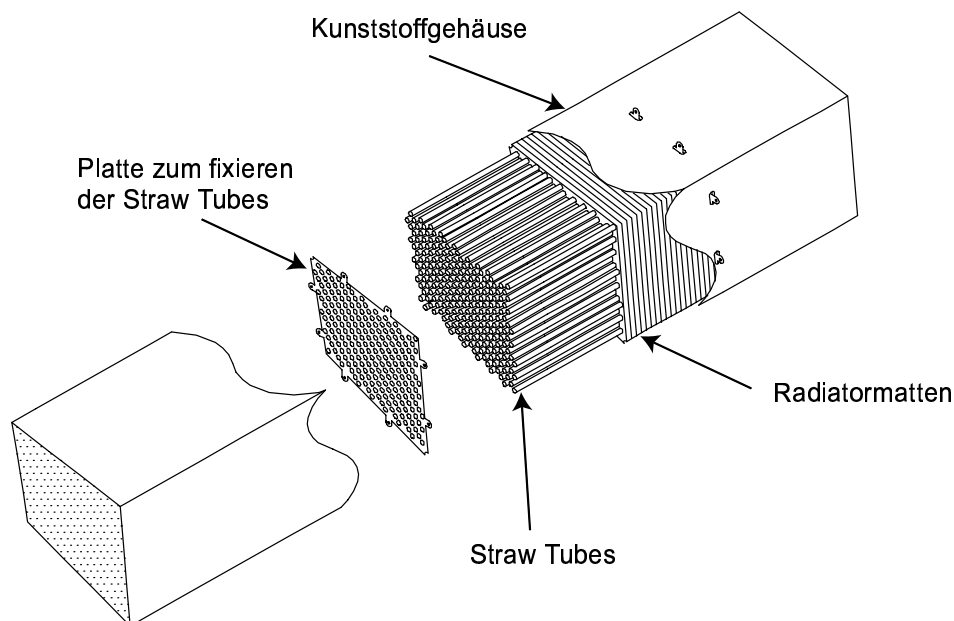 Kunststoffgehäuse
Platte zum fixieren
der Straw Tubes
Radiatormatten
Straw Tubes